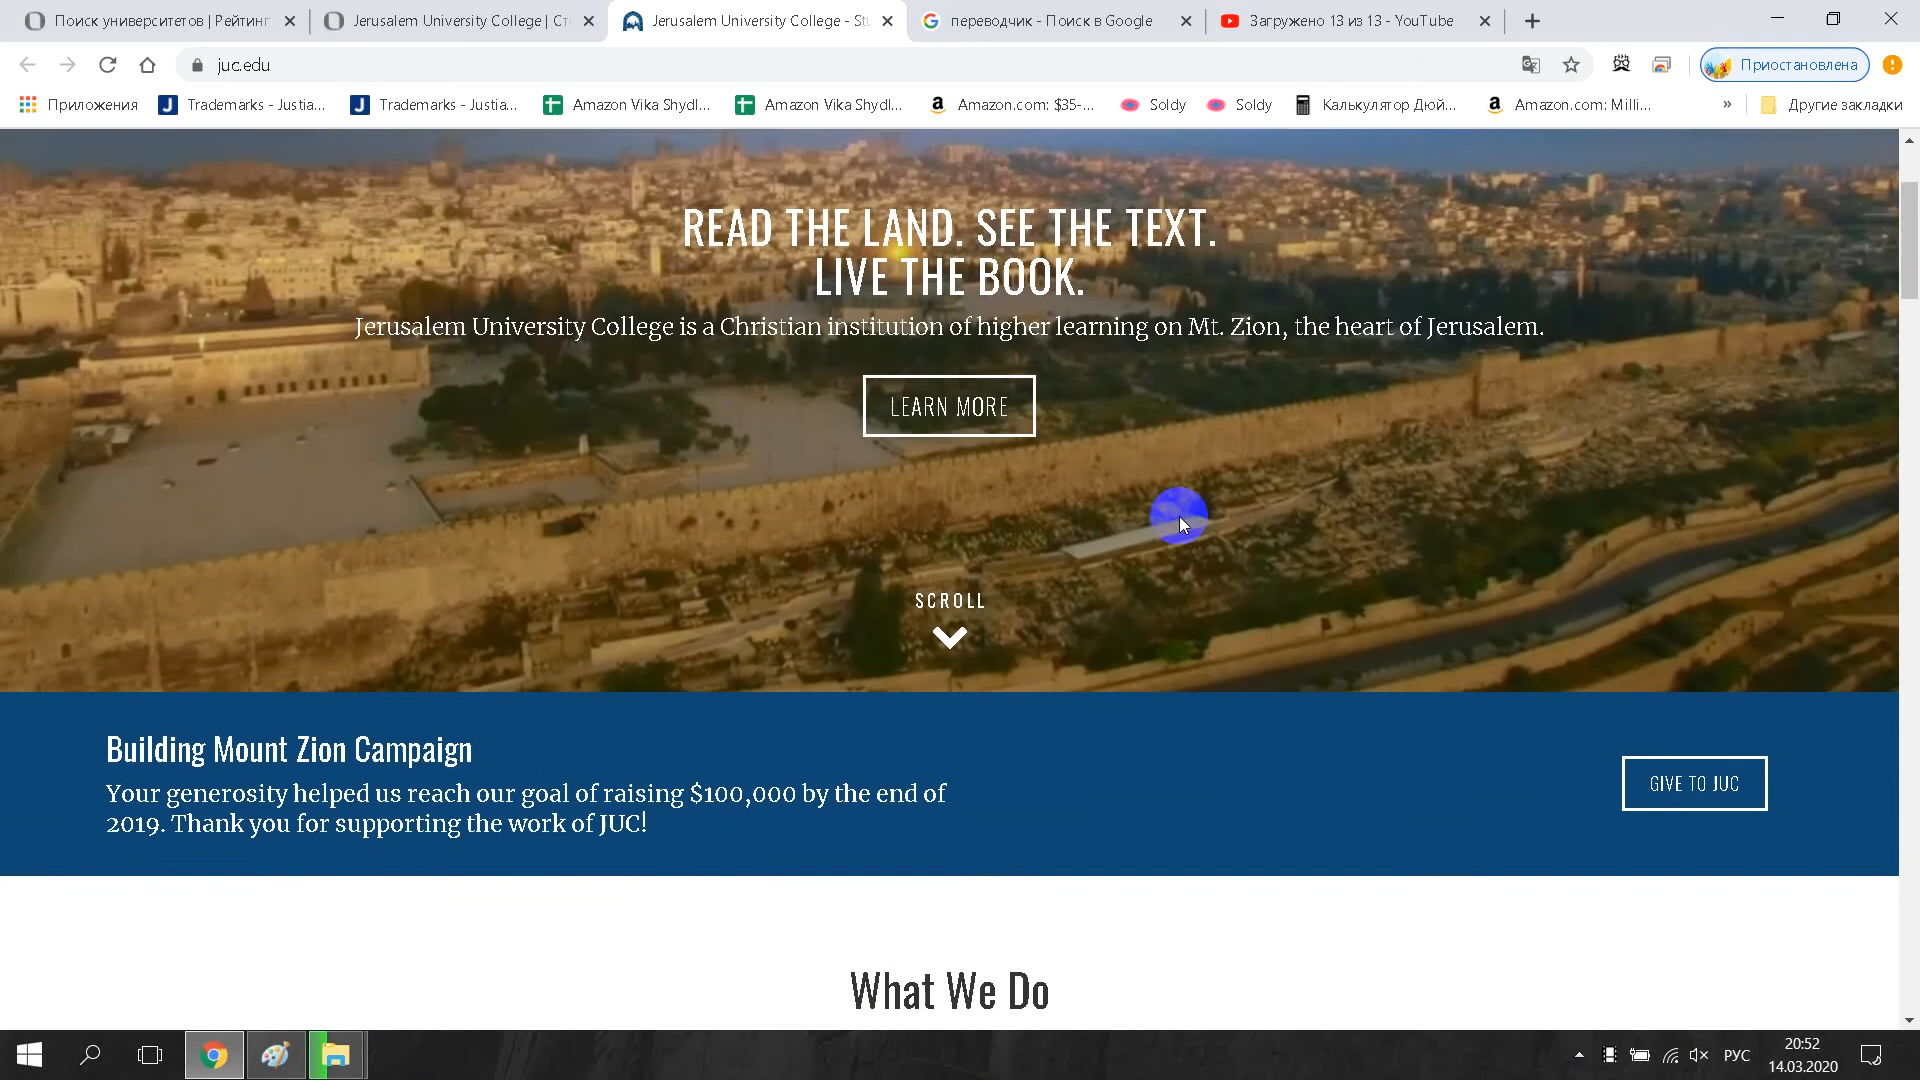 Поиск университетов | Рейтинг
Jerusalem University College | Ст
Jerusalem University College - Stu
переводчик - Поиск в Google
Загружено 13 из 13 - YouTube
juc.edu
Приостановлена
Приложения
Trademarks - Justia...
Trademarks - Justia...
Amazon Vika Shydl...
Amazon Vika Shydl...
Amazon.com: $35-...
Soldy
Soldy
Калькулятор Дюй...
Amazon.com: Milli...
»
Другие закладки
READ THE LAND. SEE THE TEXT.
LIVE THE BOOK.
Jerusalem University College is a Christian institution of higher learning on Mt. Zion, the heart of Jerusalem.
LEARN MORE
SCROLL
Building Mount Zion Campaign
Your generosity helped us reach our goal of raising $100,000 by the end of
2019. Thank you for supporting the work of JUC!
GIVE TO JUC
What We Do
РУС
20:52
14.03.2020